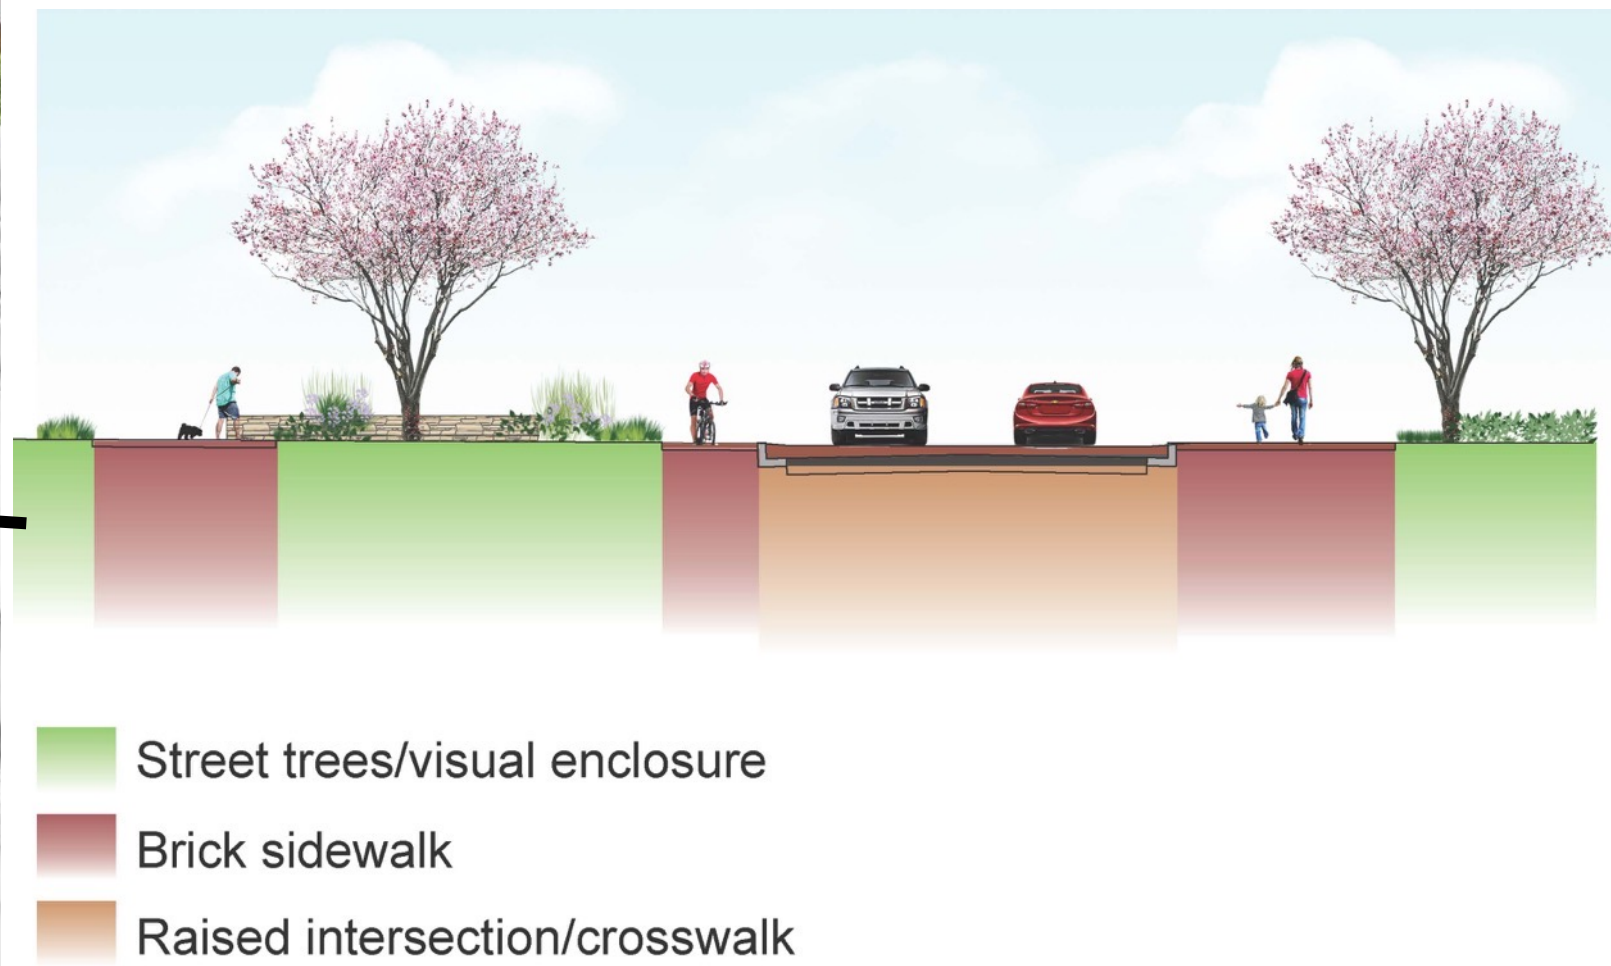 Street trees/visual enclosure
Brick sidewalk
Raised intersection/crosswalk